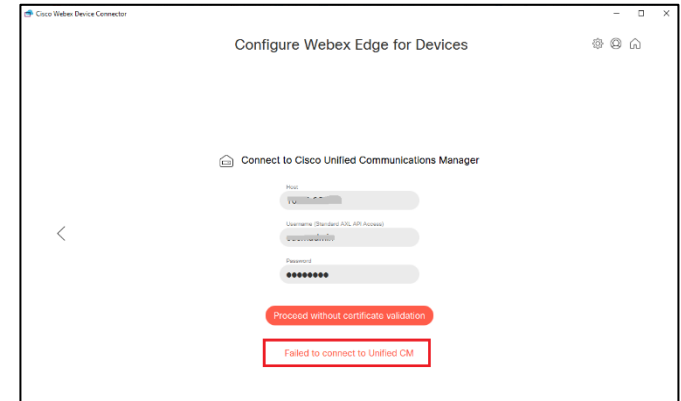 Cisco Webex Device Connector
Configure Webex Edge for Devices
Connect to Cisco Unified Communications Manager
Host
Username (Standard AXL API Access)
Password
Proceed without certificate validation
Failed to connect to Unified CM